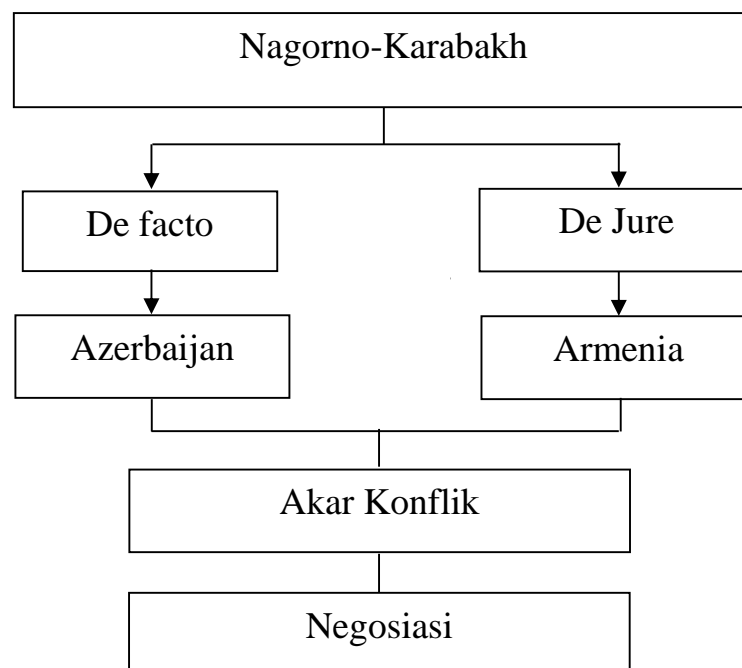 Nagorno-Karabakh
De facto
De Jure
Azerbaijan
Armenia
Akar Konflik
Negosiasi